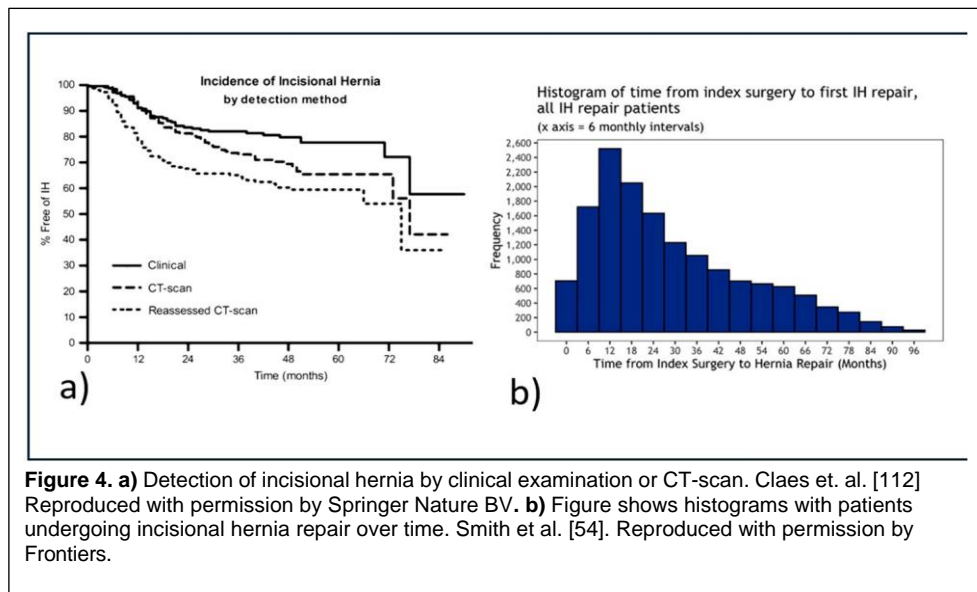 Incidence of Incisional Hernia
by detection method
100
90
80
70
60
50
40
30
20
10
0
% Free of IH
Clinical
CT-scan
Reassessed CT-scan
0 12 24 36 48 60 72 84
Time (months)
a)
Histogram of time from index surgery to first IH repair,
all IH repair patients
(x axis = 6 monthly intervals)
2,600
2,400
2,200
2,000
1,800
1,600
1,400
1,200
1,000
800
600
400
200
0
Frequency
0 6 12 18 24 30 36 42 48 54 60 66 72 78 84 90 96
Time from Index Surgery to Hernia Repair (Months)
b)
Figure 4. a) Detection of incisional hernia by clinical examination or CT-scan. Claes et. al. [112]
Reproduced with permission by Springer Nature BV. b) Figure shows histograms with patients
undergoing incisional hernia repair over time. Smith et al. [54]. Reproduced with permission by
Frontiers.